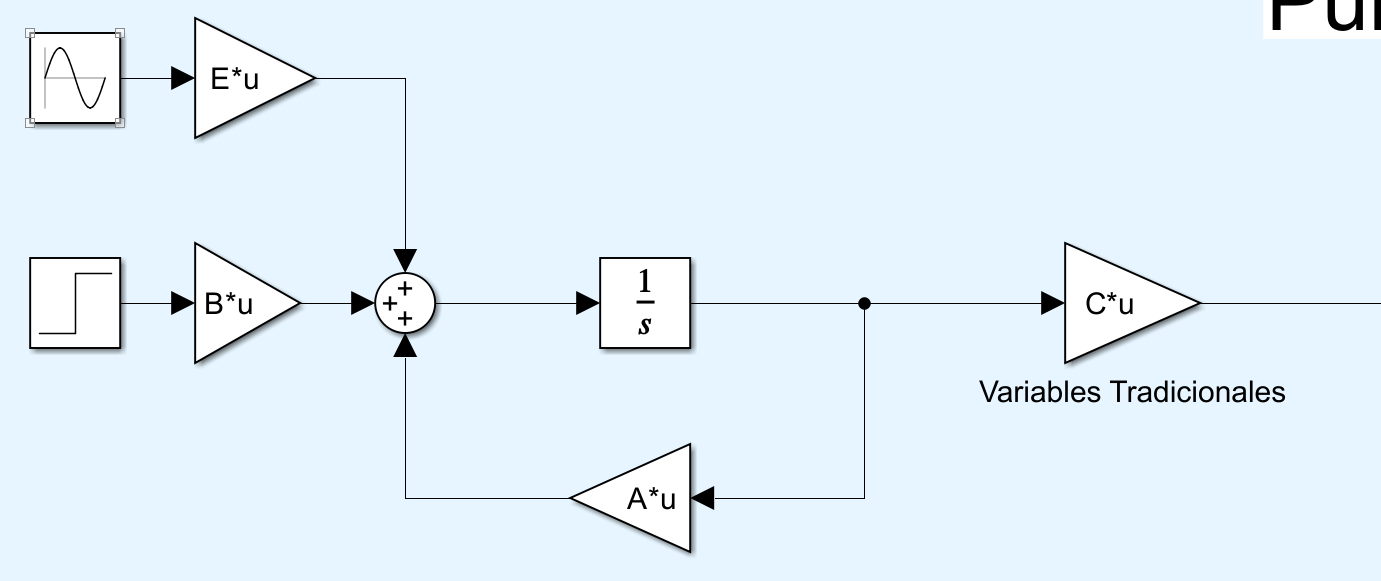 E*u
B*u
+
+
+
1
s
C*u
Variables Tradicionales
A*u